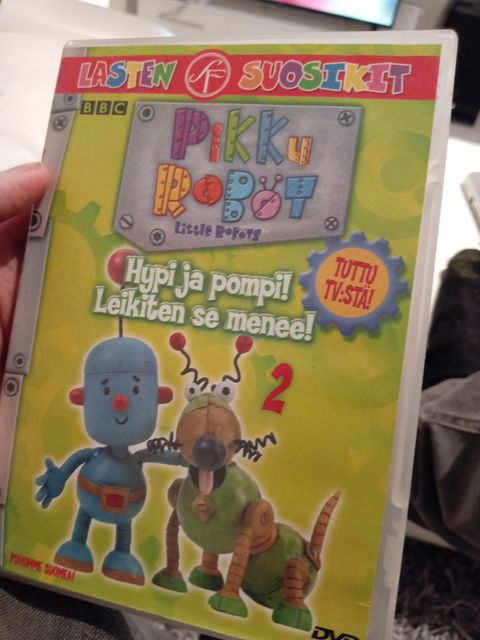 LASTEN SF SUOSIKIT
BBC
PiKKu
ROBOT
LittLe RoBoTs
Hypi ja pompi!
Leikiten se menee!
TUTTU
TV:STÄ!
2
PUHUMME SUOMEA!
DVD